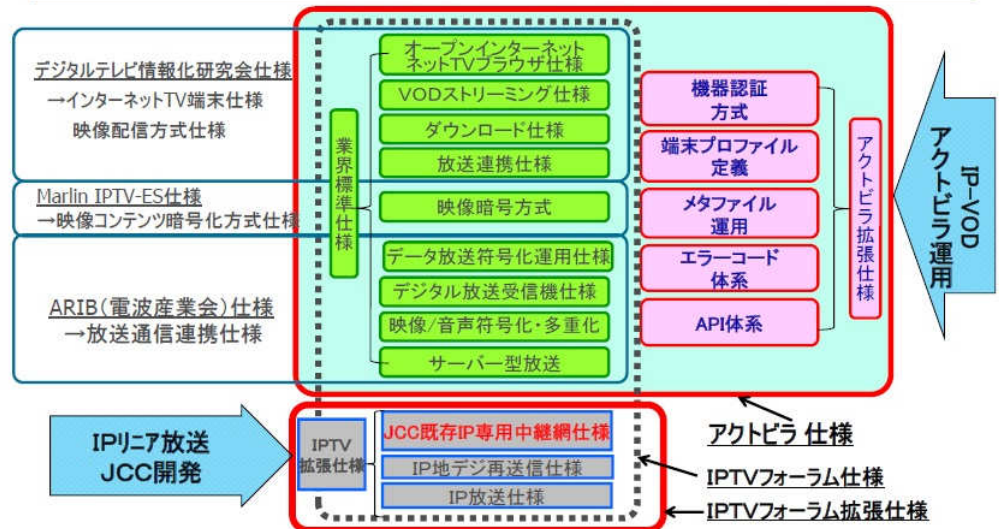 デジタルテレビ情報化研究会仕様
→インターネットTV端末仕様
映像配信方式仕様
Marlin IPTV-ES仕様
→映像コンテンツ暗号化方式仕様
ARIB(電波産業会)仕様
→放送通信連携仕様
業界標準仕様
オープンインターネット
ネットTVブラウザ仕様
VODストリーミング仕様
ダウンロード仕様
放送連携仕様
映像暗号方式
データ放送符号化運用仕様
デジタル放送受信機仕様
映像/音声符号化・多重化
サーバー型放送
機器認証
方式
端末プロファイル
定義
メタファイル
運用
エラーコード
体系
API体系
アクトビラ拡張仕様
IP-VOD
アクトビラ運用
IPリニア放送
JCC開発
IPTV
拡張仕様
JCC既存IP専用中継網仕様
IP地デジ再送信仕様
IP放送仕様
アクトビラ 仕様
IPTVフォーラム仕様
IPTVフォーラム拡張仕様